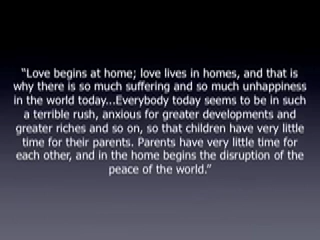 “Love begins at home; love lives in homes, and that is
why there is so much suffering and so much unhappiness
in the world today...Everybody today seems to be in such
a terrible rush, anxious for greater developments and
greater riches and so on, so that children have very little
time for their parents. Parents have very little time for
each other, and in the home begins the disruption of the
peace of the world.”